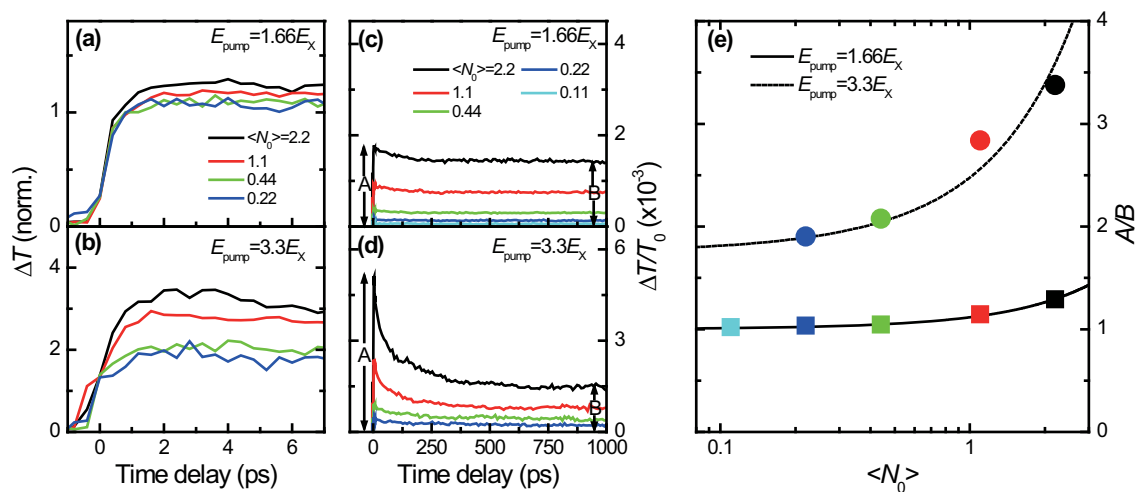 (a)
E_pump=1.66E_X
1
<N_0>=2.2
1.1
0.44
0.22
ΔT (norm.)
(b)
E_pump=3.3E_X
4
2
0
0 2 4 6
Time delay (ps)
(c)
E_pump=1.66E_X
<N_0>=2.2 0.22
1.1 0.11
0.44
A
B
4
2
0
ΔT/T_0 (x10^-3)
(d)
E_pump=3.3E_X
A
B
6
3
0
0 250 500 750 1000
Time delay (ps)
(e)
E_pump=1.66E_X
E_pump=3.3E_X
4
3
2
1
0
A/B
0.1 1
<N_0>